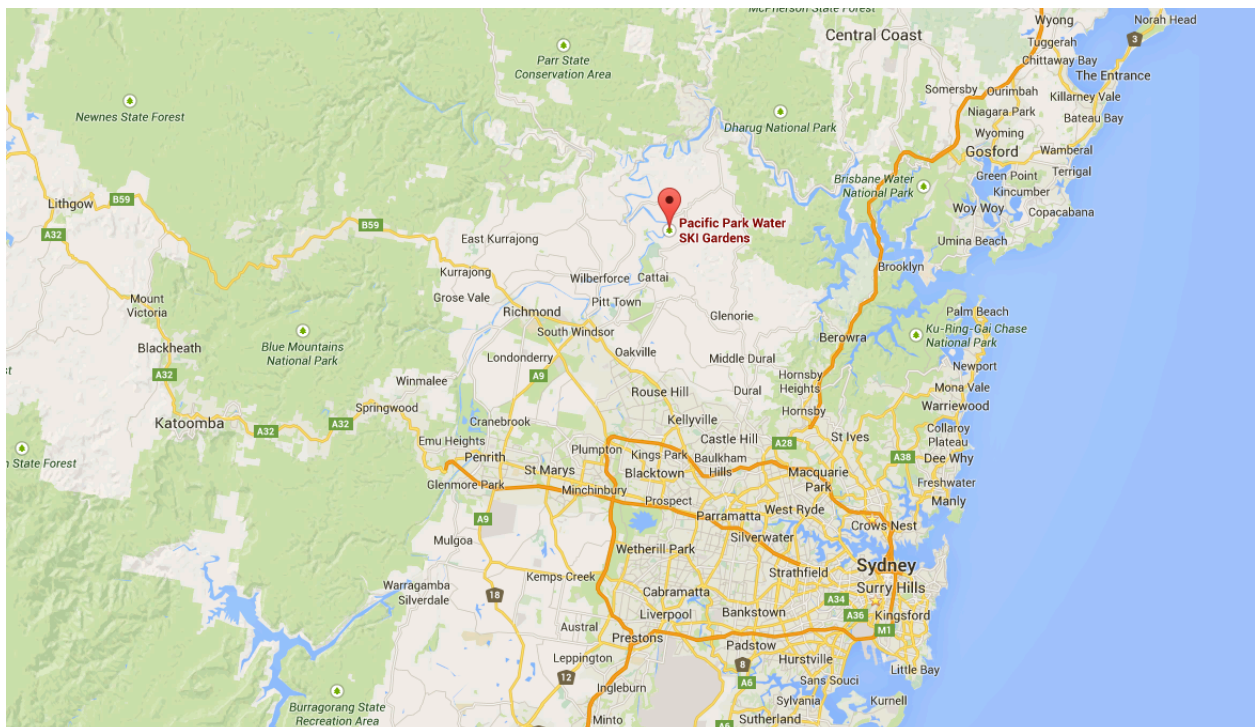 McPherson State Forest
Norah Head
Wyong
3
Central Coast
Tuggerah
Parr State
Conservation Area
Chittaway Bay
The Entrance
Newnes State Forest
Somersby
Ourimbah
Killarney Vale
Niagara Park
Bateau Bay
Dharug National Park
Wyoming
Gosford
Wamberal
Terrigal
Brisbane Water
National Park
Green Point
Kincumber
Lithgow
B59
A32
B59
Woy Woy
Copacabana
Pacific Park Water
SKI Gardens
East Kurrajong
Umina Beach
Brooklyn
Kurrajong
Wilberforce
Cattai
Mount
Victoria
Grose Vale
Pitt Town
Richmond
Glenorie
Palm Beach
South Windsor
Ku-Ring-Gai Chase
National Park
Blackheath
Blue Mountains
National Park
Berowra
Londonderry
Oakville
Middle Dural
Newport
A32
A9
Winmalee
Hornsby
Heights
Mona Vale
Rouse Hill
Dural
Springwood
Warriewood
Katoomba
Cranebrook
Kellyville
Hornsby
A32
A32
Collaroy
Plateau
Emu Heights
Castle Hill
A28
St Ives
n State Forest
Penrith
Plumpton
Kings Park
Baulkham
Hills
A38
Dee Why
St Marys
Blacktown
Macquarie
Park
Glenmore Park
Minchinbury
Freshwater
Prospect
Manly
A9
Parramatta
West Ryde
Crows Nest
Mulgoa
Silverwater
Wetherill Park
Sydney
Kemps Creek
Strathfield
Warragamba
Silverdale
18
Cabramatta
Surry Hills
A34
Liverpool
Bankstown
A36
Kingsford
Austral
Prestons
M1
Padstow
Leppington
8
Hurstville
Little Bay
12
Ingleburn
A6
Sans Souci
Burragorang State
Recreation Area
Sylvania
Kurnell
Minto
A6
Sutherland